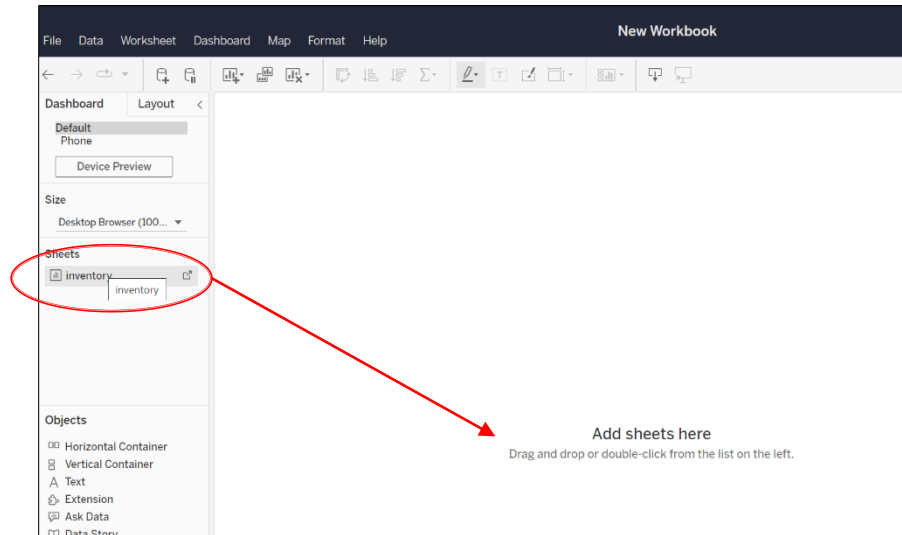 New Workbook
File Data Worksheet Dashboard Map Format Help
Dashboard Layout
Default
Phone
Device Preview
Size
Desktop Browser (100...
Sheets
inventory
inventory
Objects
Horizontal Container
Vertical Container
A Text
Extension
Ask Data
Data Story
Add sheets here
Drag and drop or double-click from the list on the left.